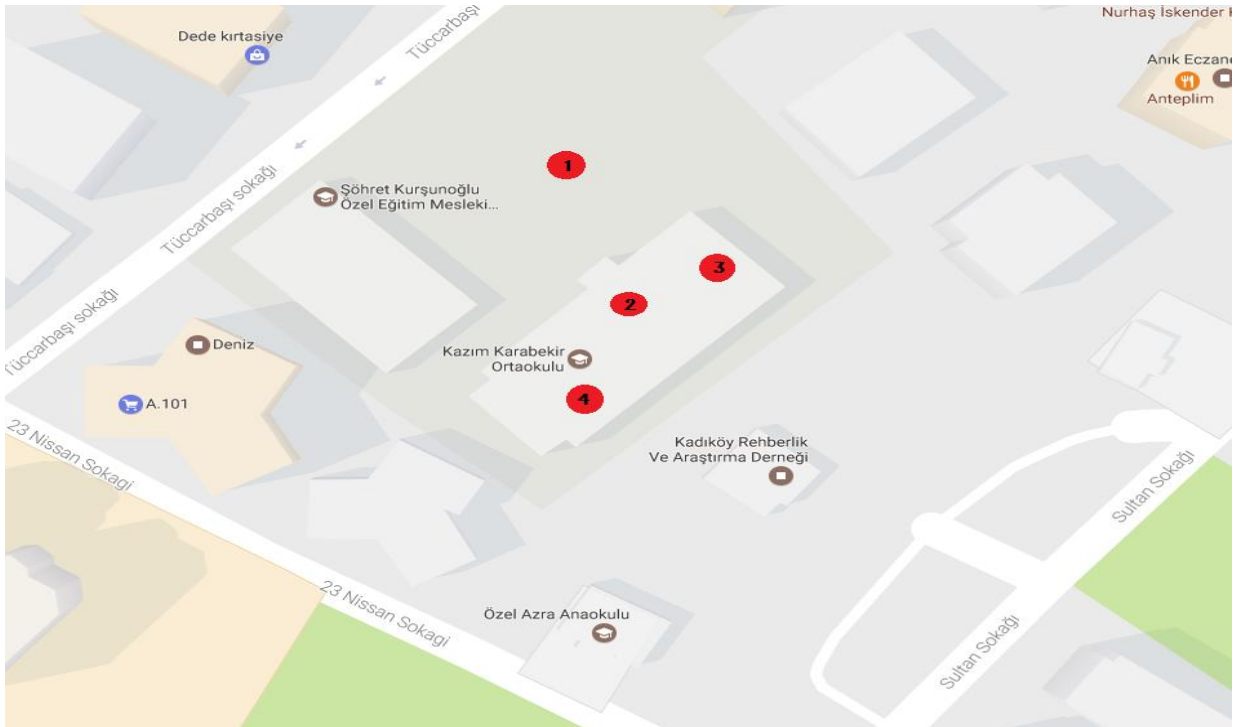 Tüccarbaşı
Nurhaş İskender
Dede kırtasiye
Anık Eczane
Anteplim
1
Şöhret Kurşunoğlu
Özel Eğitim Mesleki...
Tüccarbaşı sokağı
3
2
Tüccarbaşı sokağı
Deniz
Kazım Karabekir
Ortaokulu
A.101
4
23 Nissan Sokagi
Kadıköy Rehberlik
Ve Araştırma Derneği
Sultan Sokağı
23 Nissan Sokagi
Özel Azra Anaokulu
Sultan Sokağı